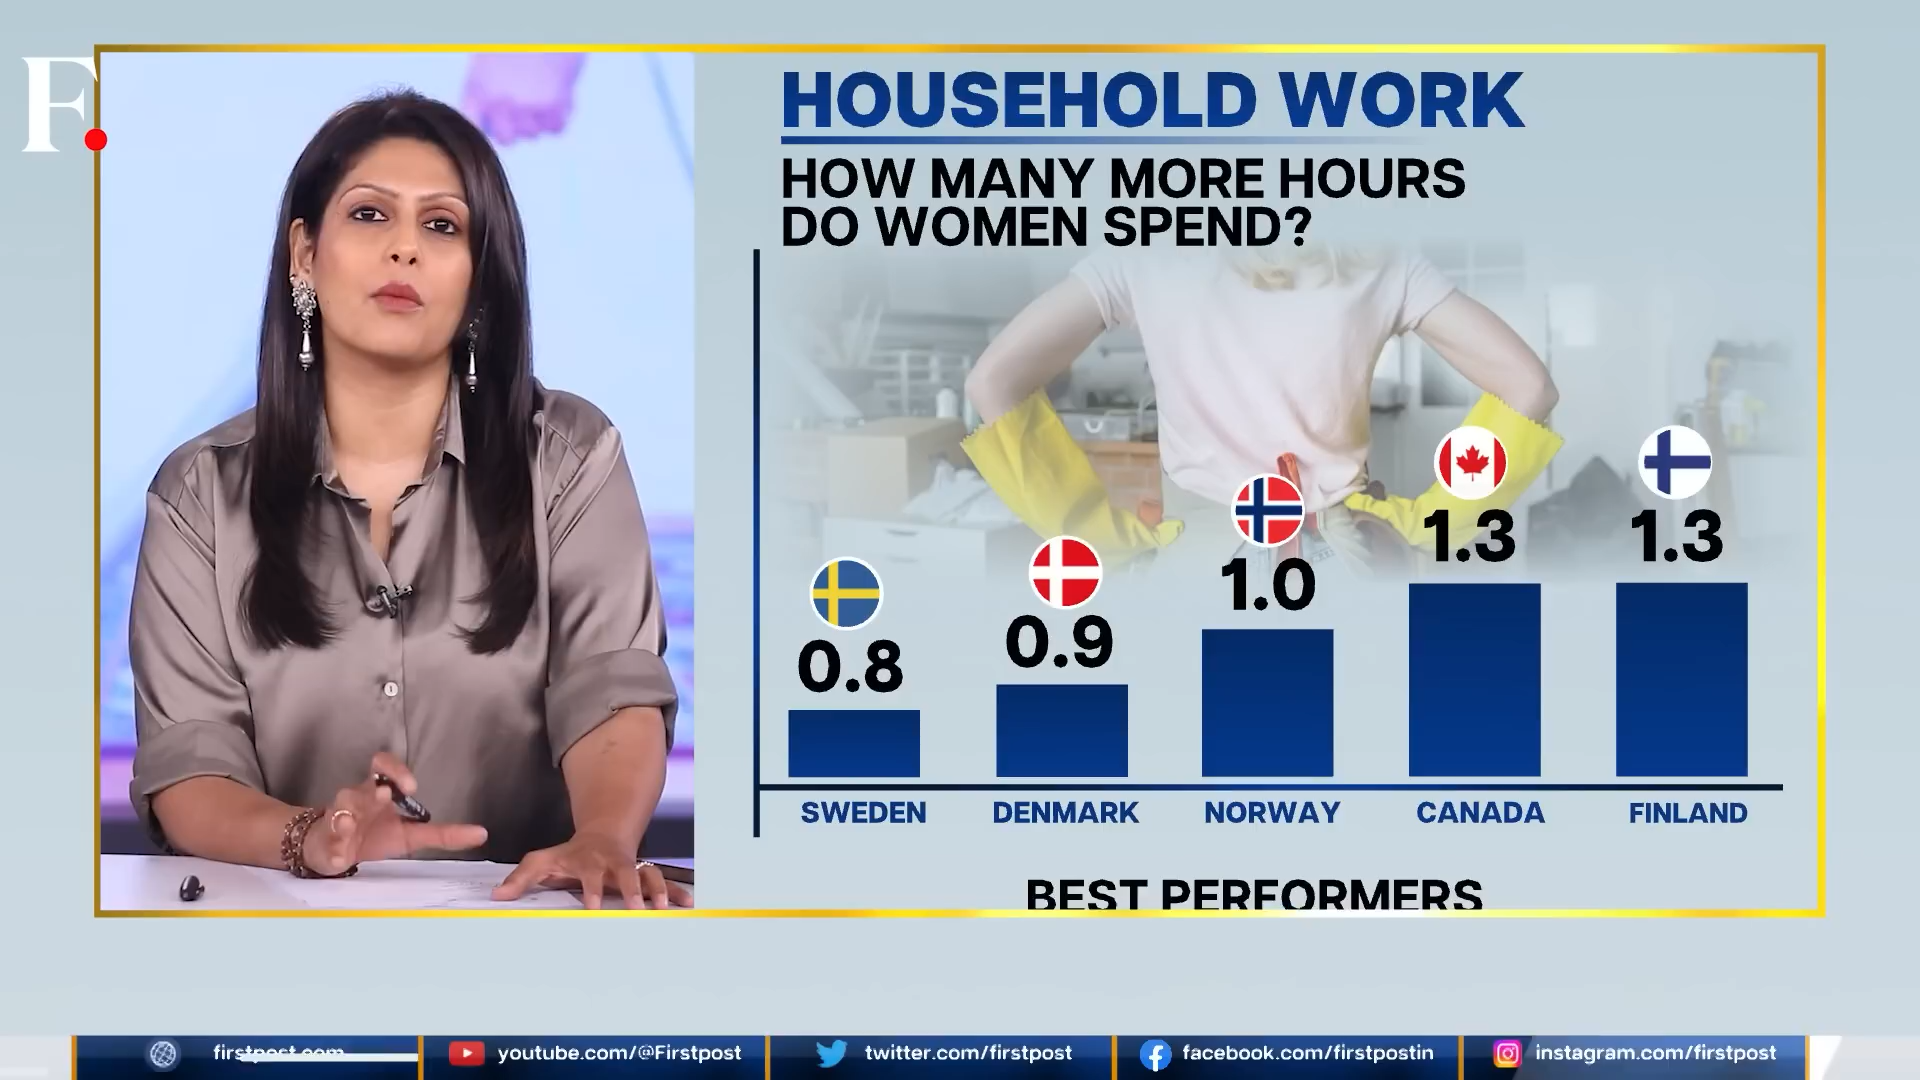 F.
HOUSEHOLD WORK
HOW MANY MORE HOURS
DO WOMEN SPEND?
0.8
0.9
1.0
1.3
1.3
SWEDEN
DENMARK
NORWAY
CANADA
FINLAND
BEST PERFORMERS
firstpost.com
youtube.com/@Firstpost
twitter.com/firstpost
facebook.com/firstpostin
instagram.com/firstpost